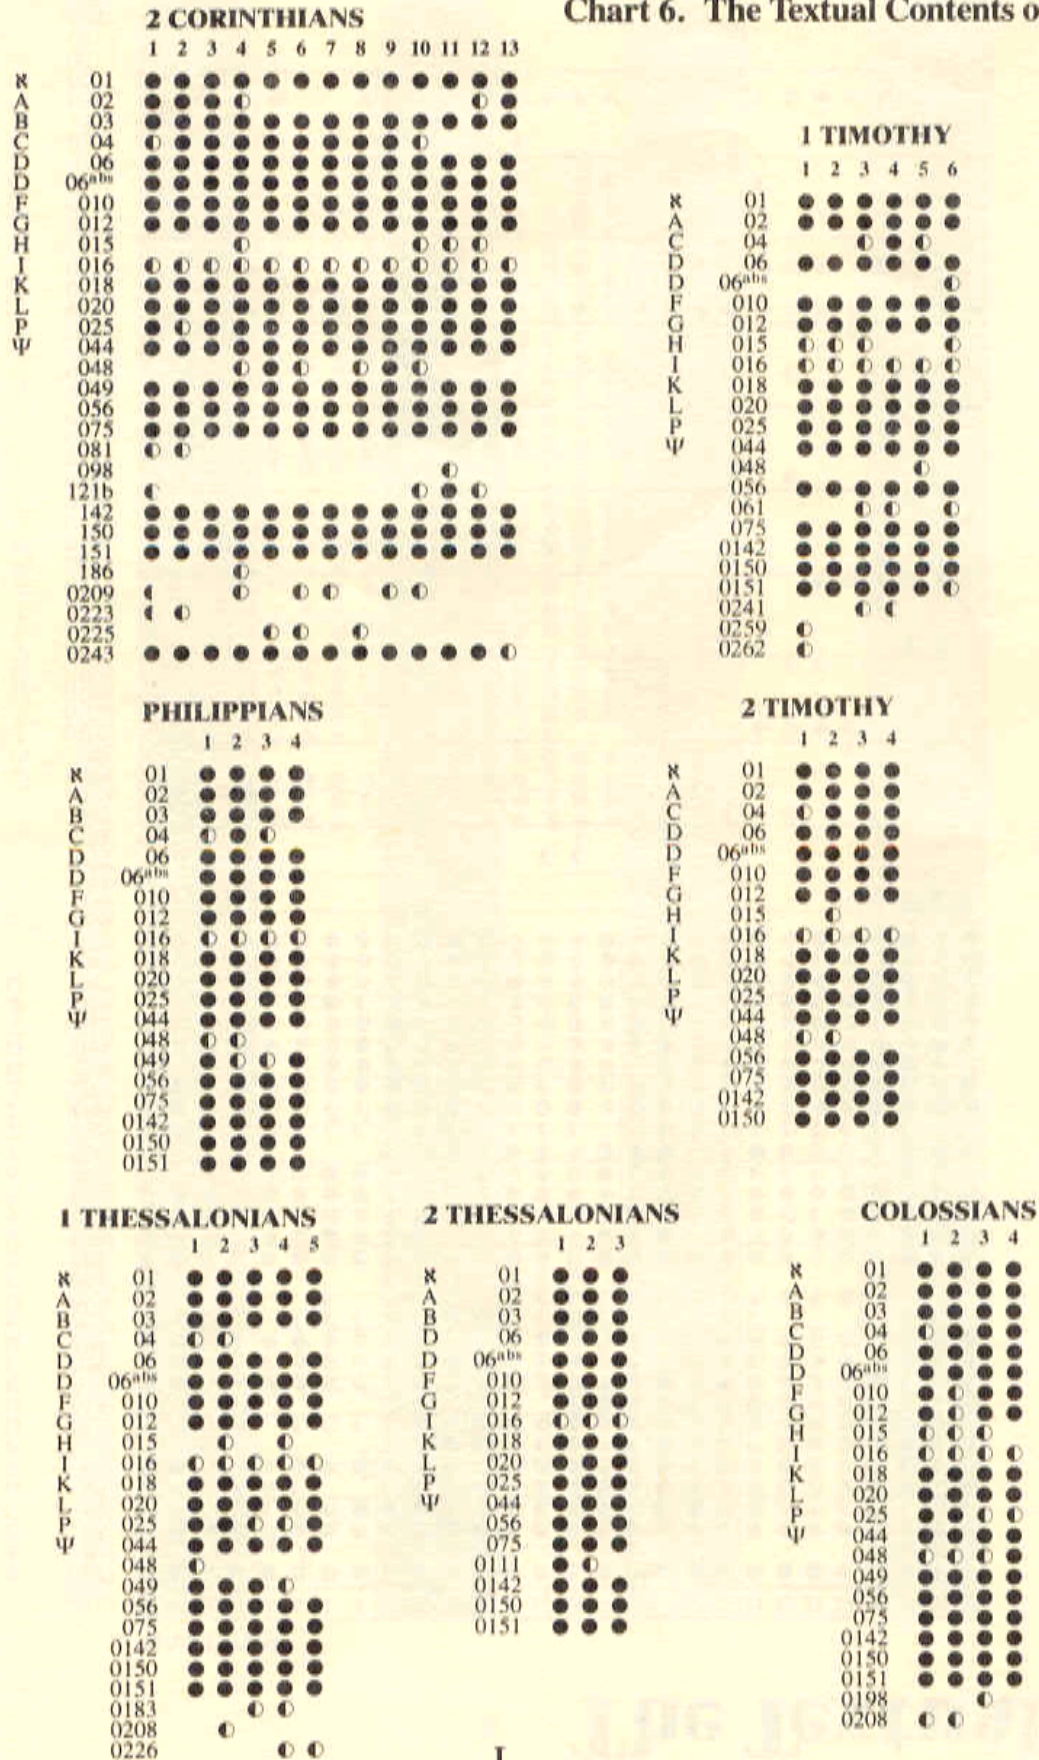 Chart 6. The Textual Contents o
2 CORINTHIANS
1 2 3 4 5 6 7 8 9 10 11 12 13
א 01
A 02
B 03
C 04
D 06
D 06abs
F 010
G 012
H 015
I 016
K 018
L 020
P 025
Ψ 044
048
049
056
075
081
098
121b
142
150
151
186
0209
0223
0225
0243
1 TIMOTHY
1 2 3 4 5 6
א 01
A 02
C 04
D 06
D 06abs
F 010
G 012
H 015
I 016
K 018
L 020
P 025
Ψ 044
048
056
061
075
0142
0150
0151
0241
0259
0262
PHILIPPIANS
1 2 3 4
א 01
A 02
B 03
C 04
D 06
D 06abs
F 010
G 012
I 016
K 018
L 020
P 025
Ψ 044
048
049
056
075
0142
0150
0151
2 TIMOTHY
1 2 3 4
א 01
A 02
C 04
D 06
D 06abs
F 010
G 012
H 015
I 016
K 018
L 020
P 025
Ψ 044
048
056
075
0142
0150
1 THESSALONIANS
1 2 3 4 5
א 01
A 02
B 03
C 04
D 06
D 06abs
F 010
G 012
H 015
I 016
K 018
L 020
P 025
Ψ 044
048
049
056
075
0142
0150
0151
0183
0208
0226
2 THESSALONIANS
1 2 3
א 01
A 02
B 03
D 06
D 06abs
F 010
G 012
I 016
K 018
L 020
P 025
Ψ 044
056
075
0111
0142
0150
0151
COLOSSIANS
1 2 3 4
א 01
A 02
B 03
C 04
D 06
D 06abs
F 010
G 012
H 015
I 016
K 018
L 020
P 025
Ψ 044
048
049
056
075
0142
0150
0151
0198
0208